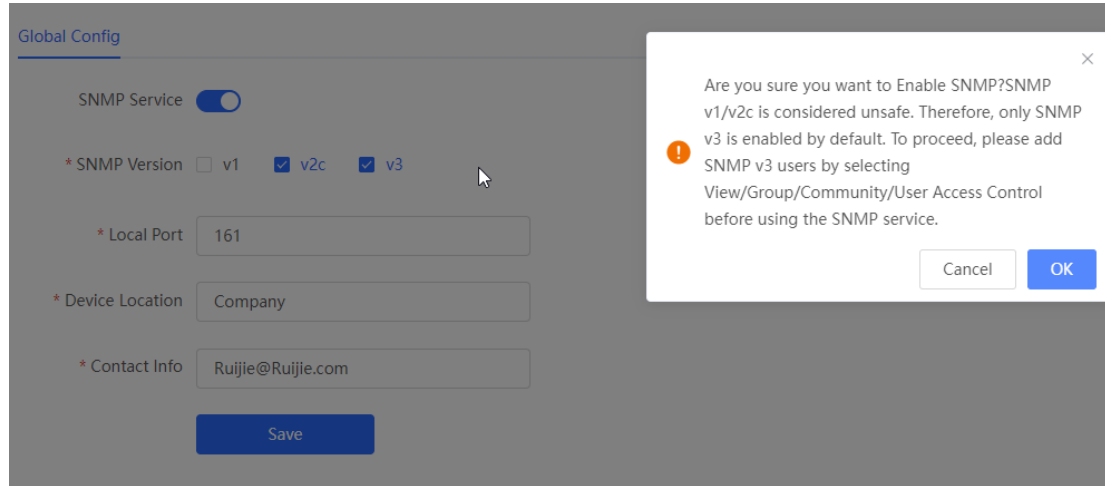 Global Config
SNMP Service
* SNMP Version v1 v2c v3
* Local Port 161
* Device Location Company
* Contact Info Ruijie@Ruijie.com
Save
Are you sure you want to Enable SNMP?SNMP
v1/v2c is considered unsafe. Therefore, only SNMP
v3 is enabled by default. To proceed, please add
SNMP v3 users by selecting
View/Group/Community/User Access Control
before using the SNMP service.
Cancel OK